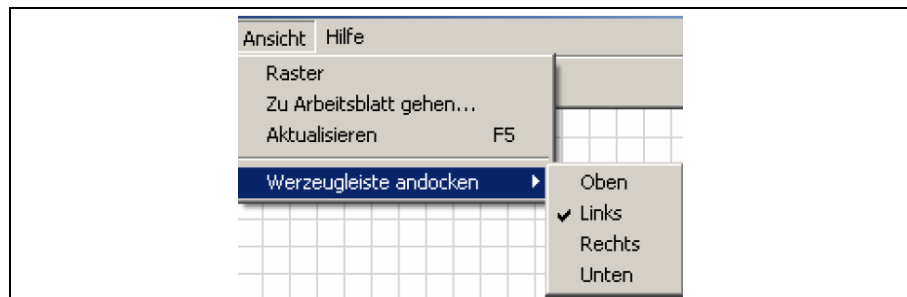 Ansicht Hilfe
Raster
Zu Arbeitsblatt gehen...
Aktualisieren F5
Werzeugleiste andocken
Oben
Links
Rechts
Unten